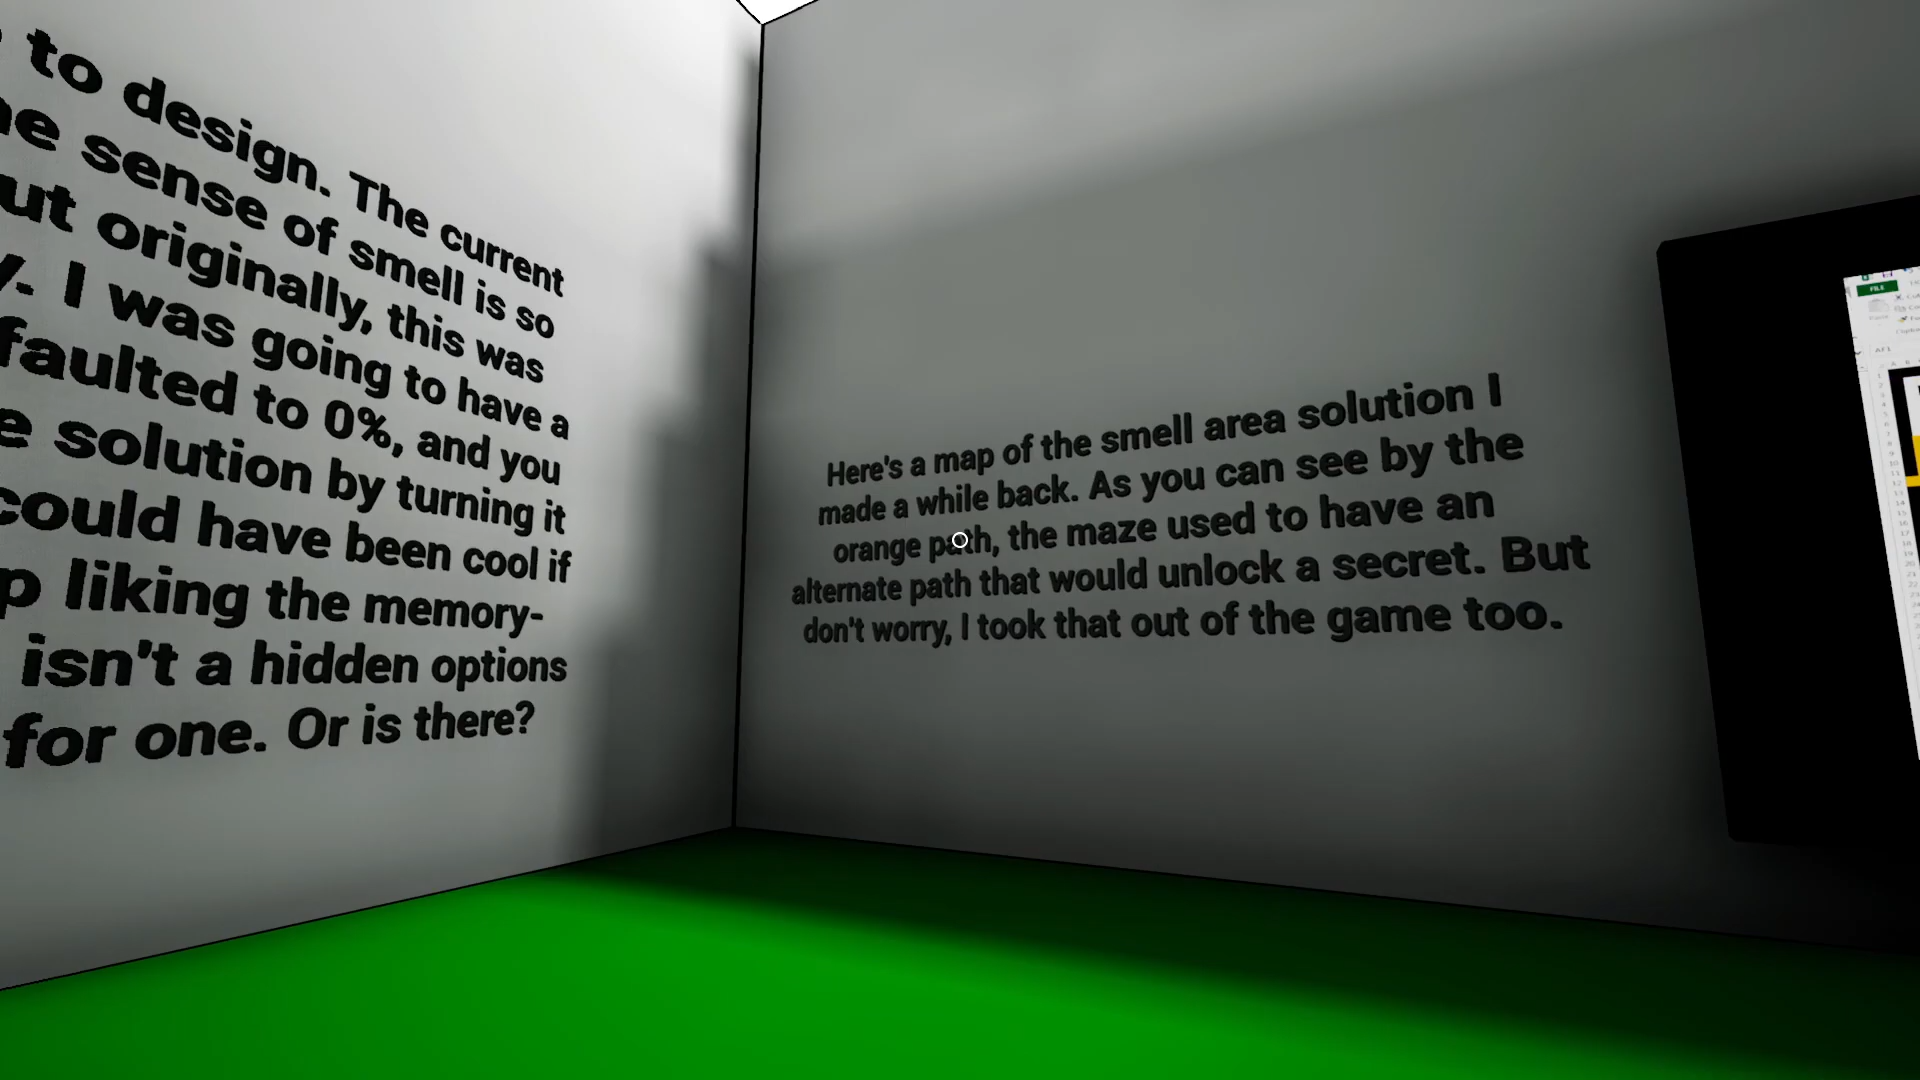 to design. The current
sense of smell is so
originally, this was
I was going to have a
to 0%, and you
solution by turning it
could have been cool if
liking the memory-
isn't a hidden options
for one. Or is there?
Here's a map of the smell area solution I
made a while back. As you can see by the
orange path, the maze used to have an
alternate path that would unlock a secret. But
don't worry, I took that out of the game too.
FILE